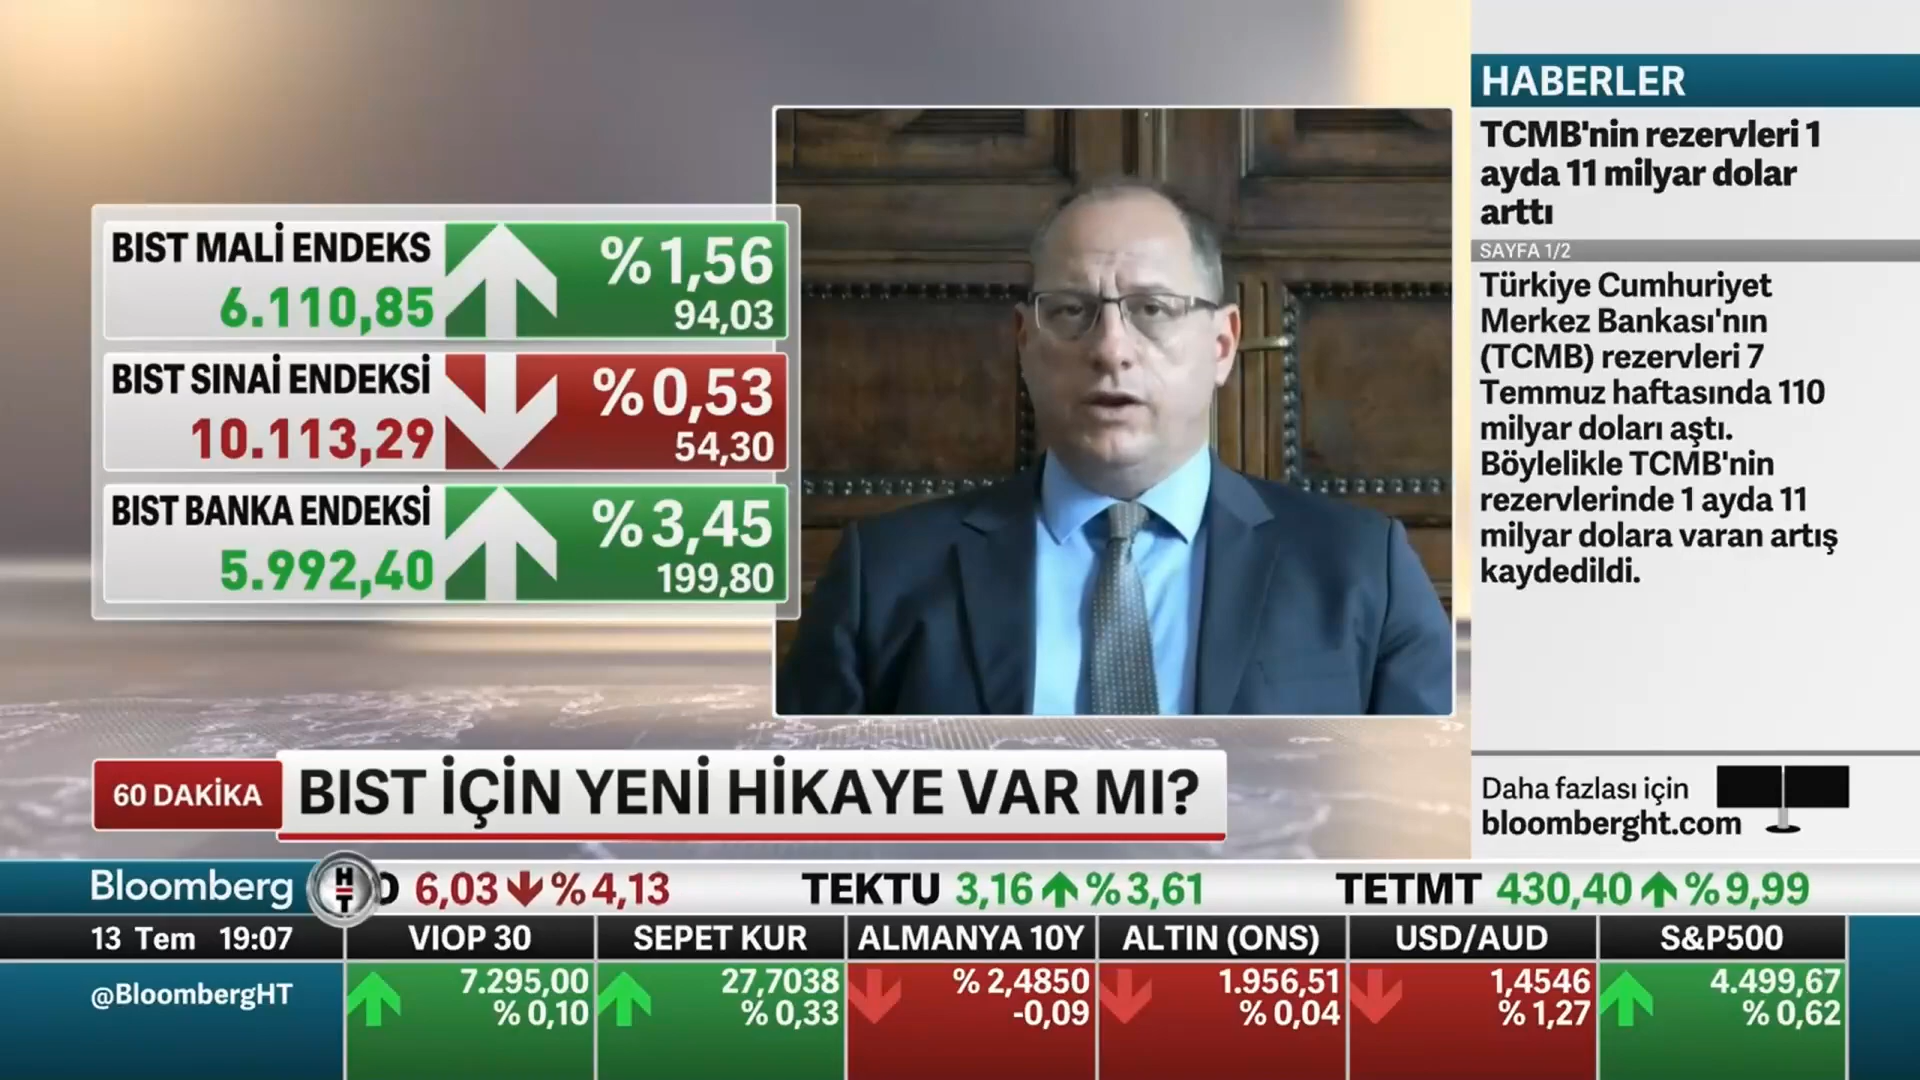 BIST MALİ ENDEKS
6.110,85
%1,56
94,03
BIST SINAİ ENDEKSİ
10.113,29
%0,53
54,30
BIST BANKA ENDEKSİ
5.992,40
%3,45
199,80
HABERLER
TCMB'nin rezervleri 1
ayda 11 milyar dolar
arttı
SAYFA 1/2
Türkiye Cumhuriyet
Merkez Bankası'nın
(TCMB) rezervleri 7
Temmuz haftasında 110
milyar doları aştı.
Böylelikle TCMB'nin
rezervlerinde 1 ayda 11
milyar dolara varan artış
kaydedildi.
Daha fazlası için
bloomberght.com
60 DAKİKA
BIST İÇİN YENİ HİKAYE VAR MI?
Bloomberg HT
6,03 %4,13 TEKTU 3,16 %3,61 TETMT 430,40 %9,99
13 Tem 19:07
@BloombergHT
VIOP 30
7.295,00
% 0,10
SEPET KUR
27,7038
% 0,33
ALMANYA 10Y
% 2,4850
-0,09
ALTIN (ONS)
1.956,51
% 0,04
USD/AUD
1,4546
% 1,27
S&P500
4.499,67
% 0,62